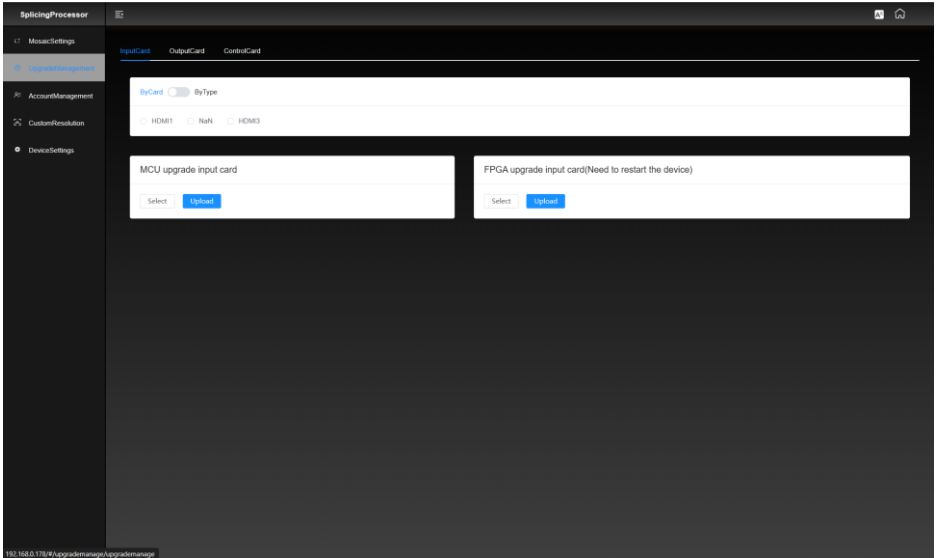 SplicingProcessor
MosaicSettings
UpgradeManagement
AccountManagement
CustomResolution
DeviceSettings
InputCard OutputCard ControlCard
ByCard ByType
HDMI1 NaN HDMI3
MCU upgrade input card
Select Upload
FPGA upgrade input card(Need to restart the device)
Select Upload
192.168.0.178/#/upgrademanage/upgrademanage